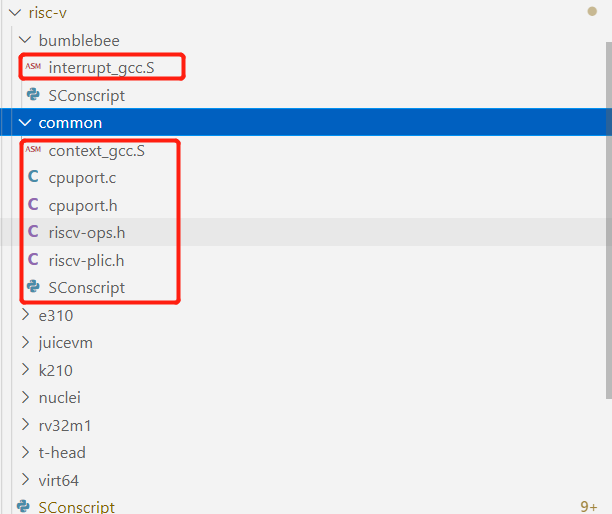 risc-v
bumblebee
ASM interrupt_gcc.S
SConscript
common
ASM context_gcc.S
C cpuport.c
C cpuport.h
C riscv-ops.h
C riscv-plic.h
SConscript
e310
juicevm
k210
nuclei
rv32m1
t-head
virt64
SConscript 9+